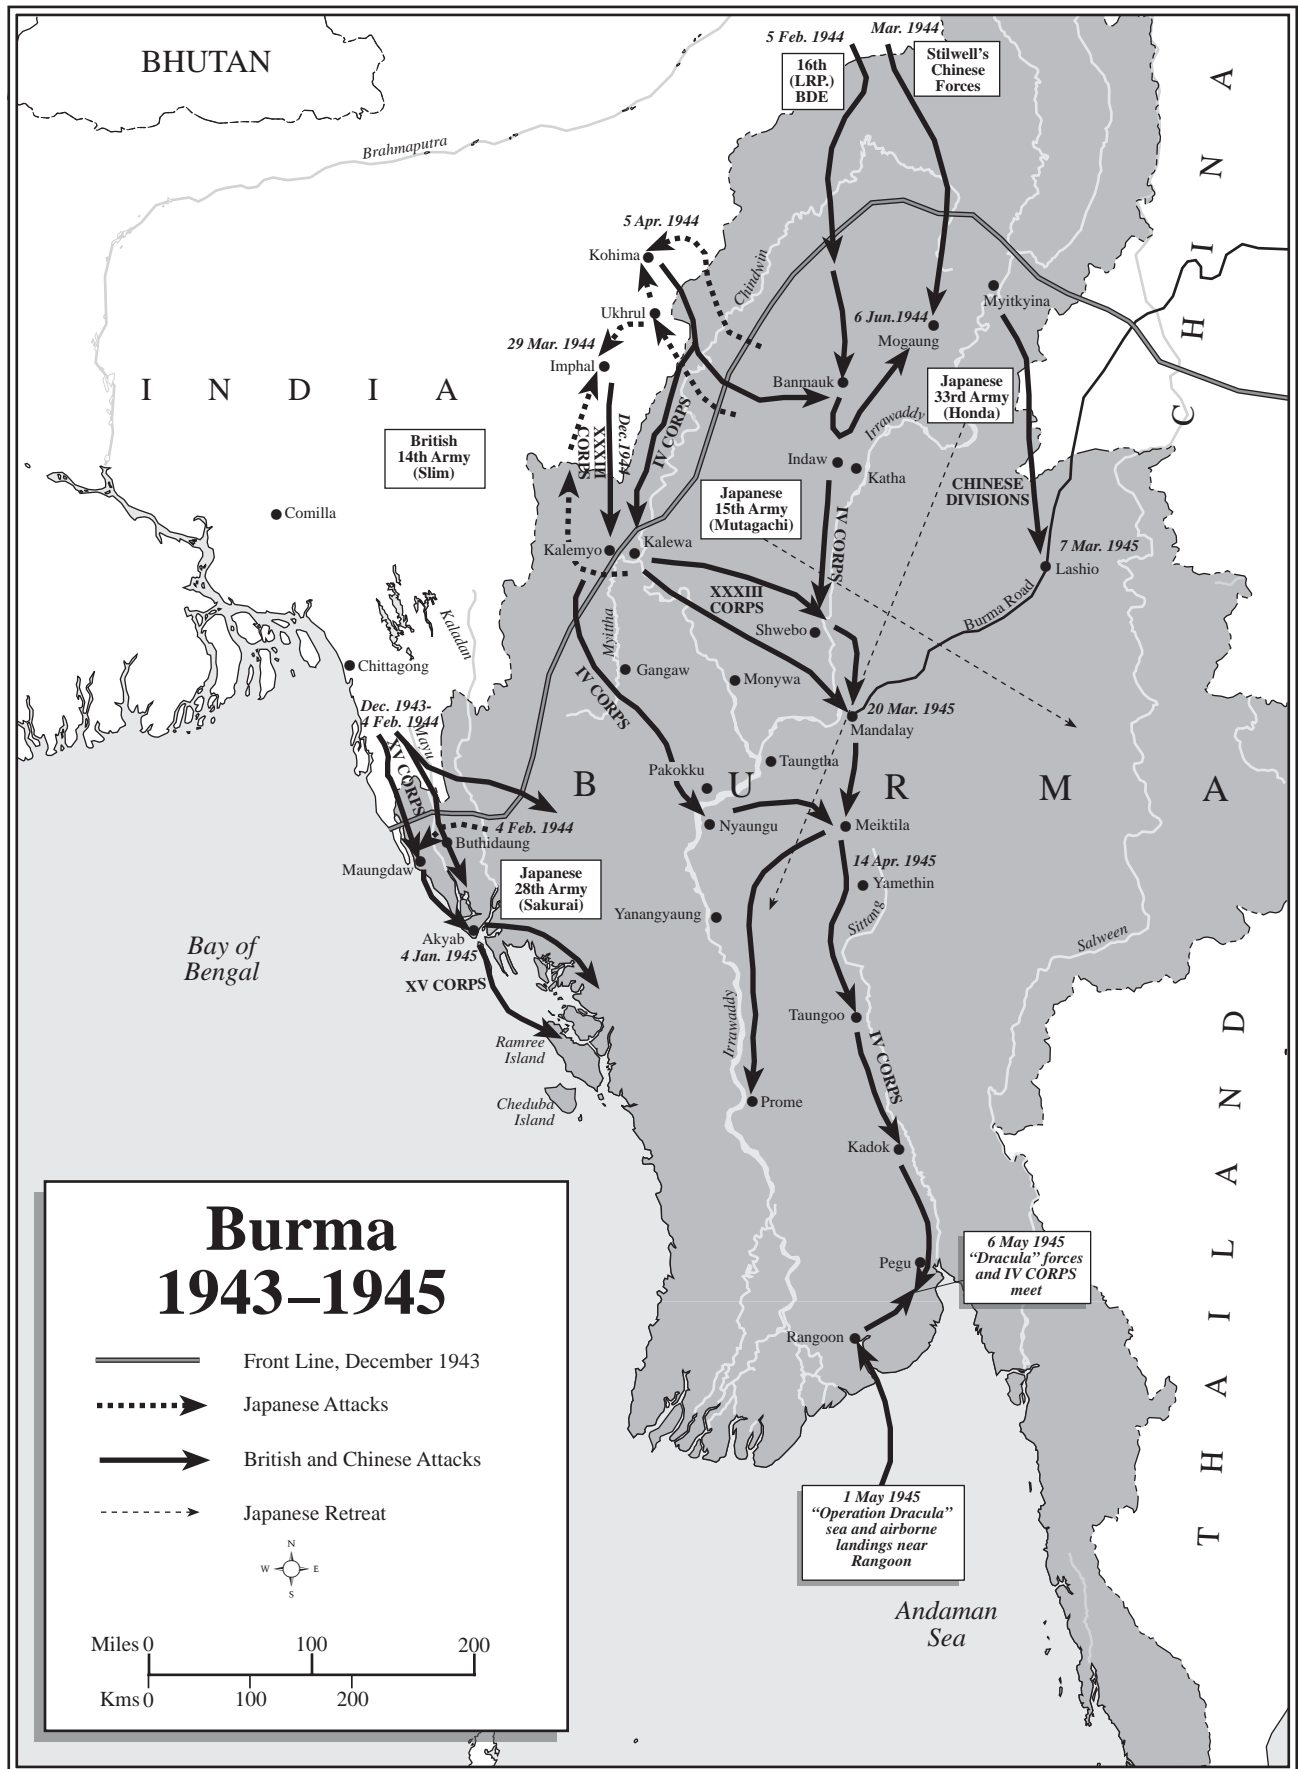 BHUTAN
Brahmaputra
5 Feb. 1944
Mar. 1944
16th
(LRP.)
BDE
Stilwell's
Chinese
Forces
CHINA
5 Apr. 1944
Kohima
Chindwin
Ukhrul
Myitkyina
6 Jun.1944
Mogaung
29 Mar. 1944
Imphal
INDIA
Banmauk
Japanese
33rd Army
(Honda)
British
14th Army
(Slim)
XXXIII
CORPS
Dec.1944
IV CORPS
Irrawaddy
Indaw
Katha
CHINESE
DIVISIONS
Japanese
15th Army
(Mutagachi)
Comilla
IV CORPS
Kalemyo
Kalewa
7 Mar. 1945
Lashio
XXXIII
CORPS
Burma Road
Kaladan
Myittha
Shwebo
Chittagong
Gangaw
Monywa
IV CORPS
Dec. 1943-
4 Feb. 1944
Mayu
XV CORPS
20 Mar. 1945
Mandalay
Taungtha
Pakokku
BURMA
Nyaungu
Meiktila
4 Feb. 1944
Buthidaung
Maungdaw
14 Apr. 1945
Yamethin
Japanese
28th Army
(Sakurai)
Sittang
Yanangyaung
Salween
Akyab
4 Jan. 1945
XV CORPS
Bay of
Bengal
Irrawaddy
Taungoo
Ramree
Island
IV CORPS
Cheduba
Island
Prome
Kadok
THAILAND
Pegu
6 May 1945
“Dracula” forces
and IV CORPS
meet
Rangoon
1 May 1945
“Operation Dracula”
sea and airborne
landings near
Rangoon
Andaman
Sea
Burma
1943–1945
Front Line, December 1943
Japanese Attacks
British and Chinese Attacks
Japanese Retreat
N
W E
S
Miles 0 100 200
Kms 0 100 200